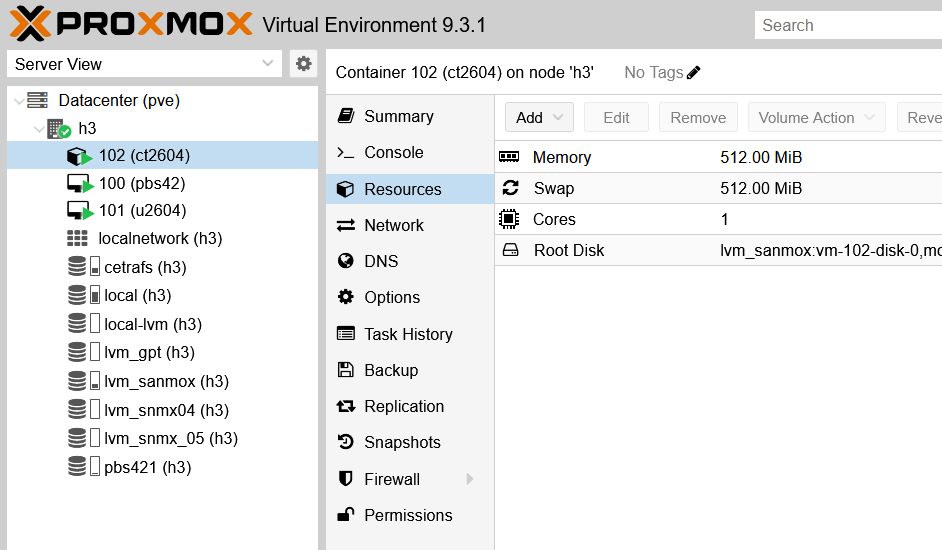 PROXMOX Virtual Environment 9.3.1
Search
Server View
Datacenter (pve)
h3
102 (ct2604)
100 (pbs42)
101 (u2604)
localnetwork (h3)
cetrafs (h3)
local (h3)
local-lvm (h3)
lvm_gpt (h3)
lvm_sanmox (h3)
lvm_snmx04 (h3)
lvm_snmx_05 (h3)
pbs421 (h3)
Container 102 (ct2604) on node 'h3' No Tags
Summary
Console
Resources
Network
DNS
Options
Task History
Backup
Replication
Snapshots
Firewall
Permissions
Add Edit Remove Volume Action Reve
Memory 512.00 MiB
Swap 512.00 MiB
Cores 1
Root Disk lvm_sanmox:vm-102-disk-0,mo